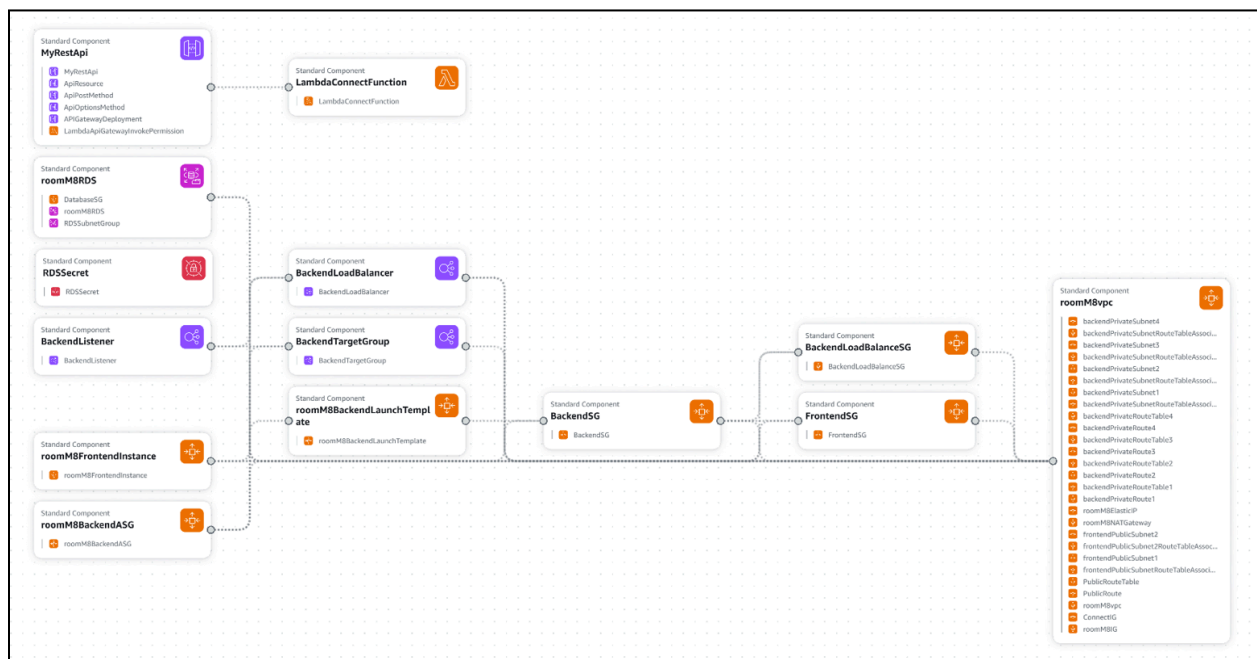 Standard Component
MyRestApi
MyRestApi
ApiResource
ApiPostMethod
ApiOptionsMethod
APIGatewayDeployment
LambdaApiGatewayInvokePermission
Standard Component
LambdaConnectFunction
LambdaConnectFunction
Standard Component
roomM8RDS
DatabaseSG
roomM8RDS
RDSSubnetGroup
Standard Component
RDSSecret
RDSSecret
Standard Component
BackendLoadBalancer
BackendLoadBalancer
Standard Component
BackendListener
BackendListener
Standard Component
BackendTargetGroup
BackendTargetGroup
Standard Component
roomM8BackendLaunchTempl
ate
roomM8BackendLaunchTemplate
Standard Component
roomM8FrontendInstance
roomM8FrontendInstance
Standard Component
roomM8BackendASG
roomM8BackendASG
Standard Component
BackendSG
BackendSG
Standard Component
BackendLoadBalanceSG
BackendLoadBalanceSG
Standard Component
FrontendSG
FrontendSG
Standard Component
roomM8vpc
backendPrivateSubnet4
backendPrivateSubnetRouteTableAssoci...
backendPrivateSubnet3
backendPrivateSubnetRouteTableAssoci...
backendPrivateSubnet2
backendPrivateSubnetRouteTableAssoci...
backendPrivateSubnet1
backendPrivateSubnetRouteTableAssoci...
backendPrivateRouteTable4
backendPrivateRoute4
backendPrivateRouteTable3
backendPrivateRoute3
backendPrivateRouteTable2
backendPrivateRoute2
backendPrivateRouteTable1
backendPrivateRoute1
roomM8ElasticIP
roomM8NATGateway
frontendPublicSubnet2
frontendPublicSubnet2RouteTableAssoc...
frontendPublicSubnet1
frontendPublicSubnetRouteTableAssoci...
PublicRouteTable
PublicRoute
roomM8vpc
ConnectIG
roomM8IG